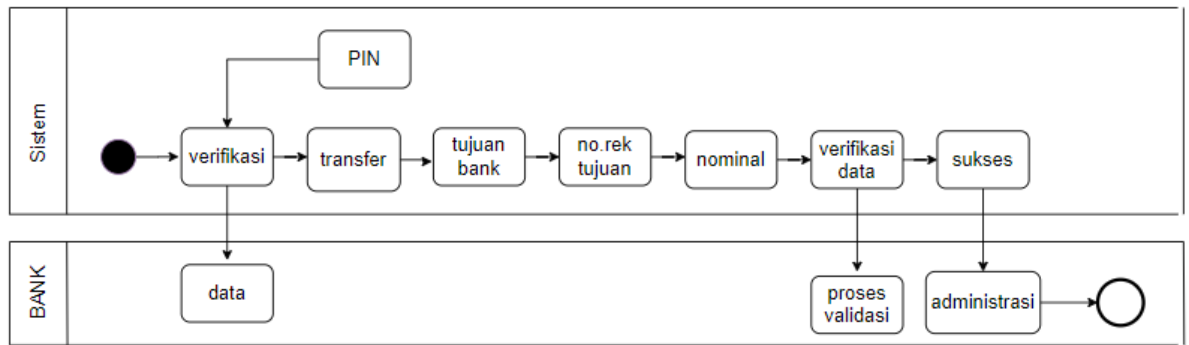 Sistem
PIN
verifikasi
transfer
tujuan
bank
no.rek
tujuan
nominal
verifikasi
data
sukses
BANK
data
proses
validasi
administrasi